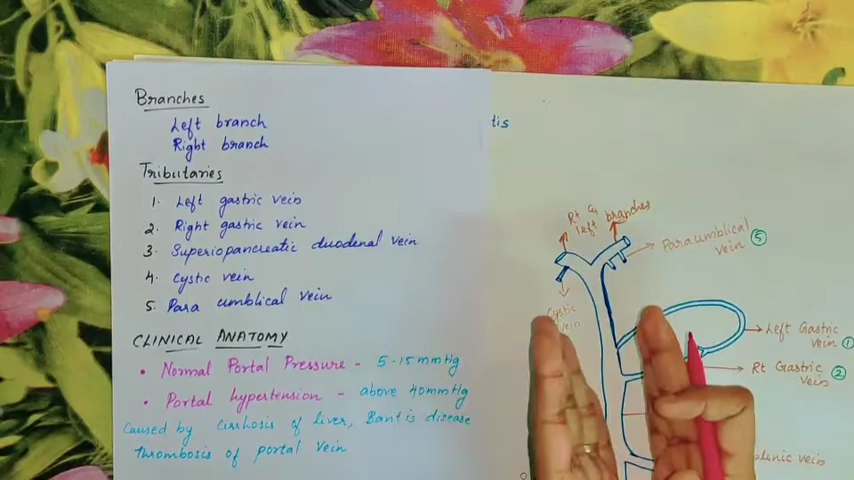 Branches
Left branch
Right branch
Tributaries
1. Left gastric vein
2. Right gastric vein
3. Superiopancreatic duodenal vein
4. Cystic vein
5. Para umbilical vein
CLINICAL ANATOMY
• Normal Portal Pressure - 5-15 mmHg
• Portal hypertension - above 40mmHg
Caused by cirrhosis of liver, Banti's disease
thrombosis of portal vein
tis
Rt &
left branches
Paraumblical
vein 5
Cystic
vein
Left Gastric
vein 1
Rt Gastric
vein 2
splenic vein